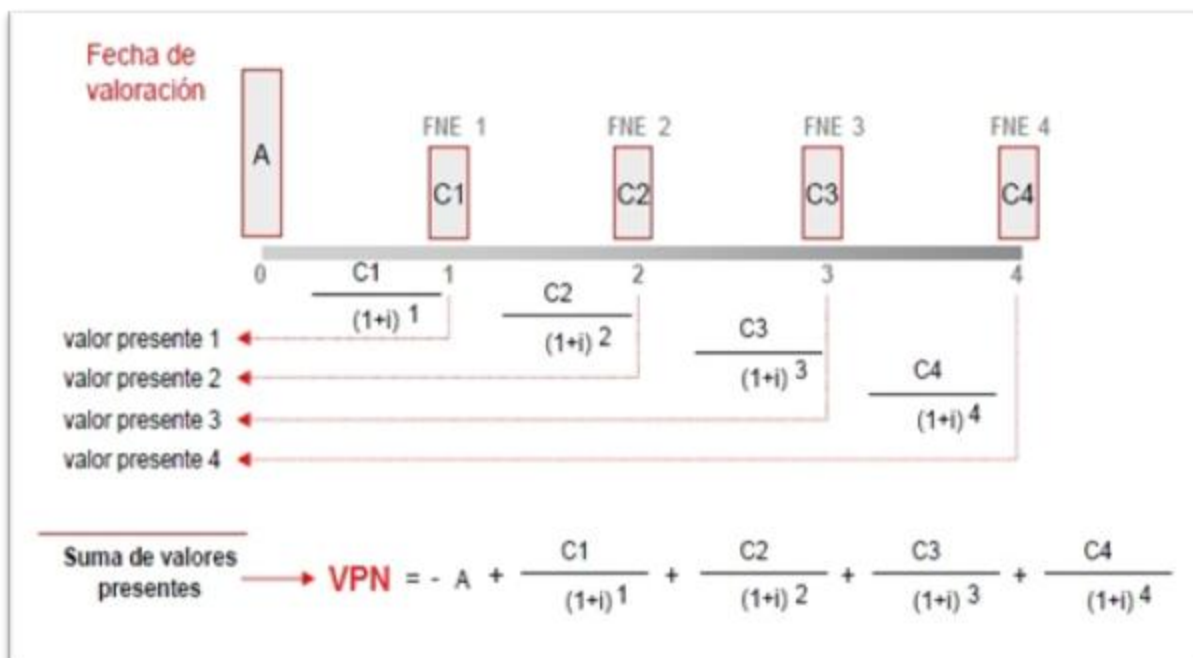 Fecha de
valoración
A
FNE 1
FNE 2
FNE 3
FNE 4
C1
C2
C3
C4
0
1
2
3
4
C1
(1+i) 1
C2
(1+i) 2
C3
(1+i) 3
C4
(1+i) 4
valor presente 1
valor presente 2
valor presente 3
valor presente 4
Suma de valores
presentes
VPN = - A + C1 / (1+i) 1 + C2 / (1+i) 2 + C3 / (1+i) 3 + C4 / (1+i) 4